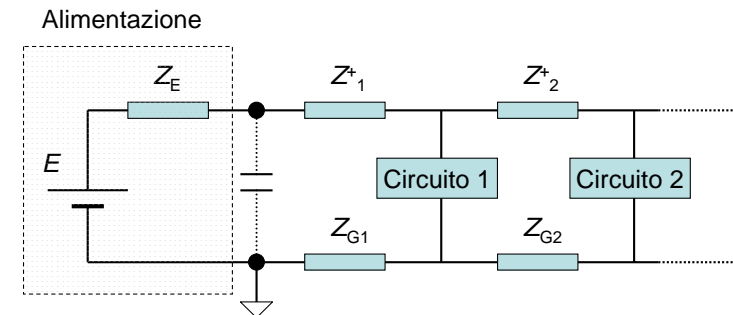 Alimentazione
Z_E Z⁺₁ Z⁺₂
E
Circuito 1 Circuito 2
Z_G1 Z_G2